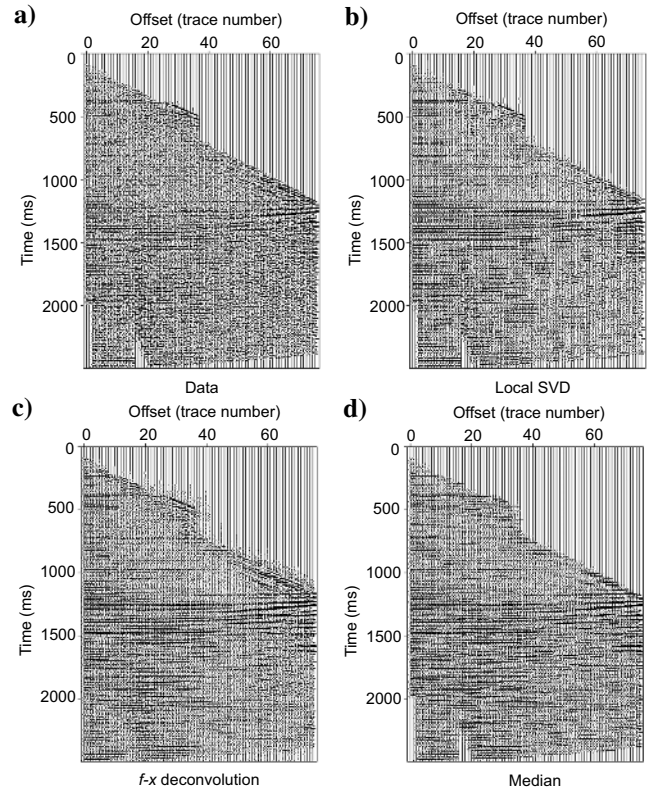 a)
Offset (trace number)
0 20 40 60
0
500
1000
1500
2000
Time (ms)
Data
b)
Offset (trace number)
0 20 40 60
0
500
1000
1500
2000
Time (ms)
Local SVD
c)
Offset (trace number)
0 20 40 60
0
500
1000
1500
2000
Time (ms)
f-x deconvolution
d)
Offset (trace number)
0 20 40 60
0
500
1000
1500
2000
Time (ms)
Median